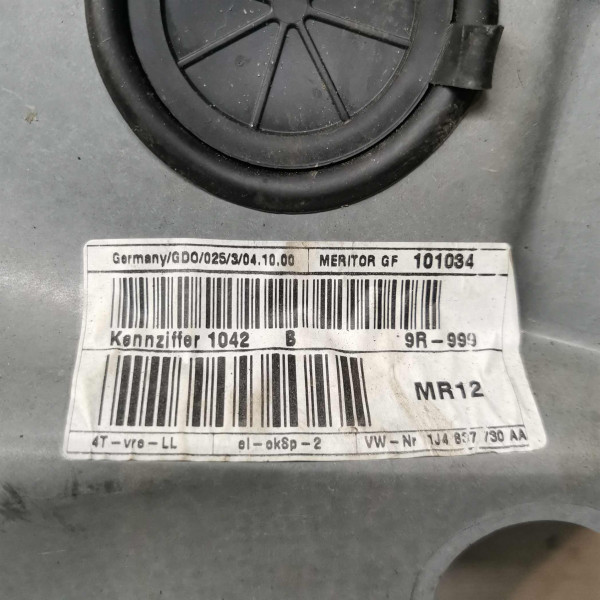 Germany/GDO/025/3/04.10.00 MERITOR GF 101034
Kennziffer 1042 B 9R-999
MR12
4T-vre-LL el-okSp-2 VW-Nr 1J4 837 730 AA